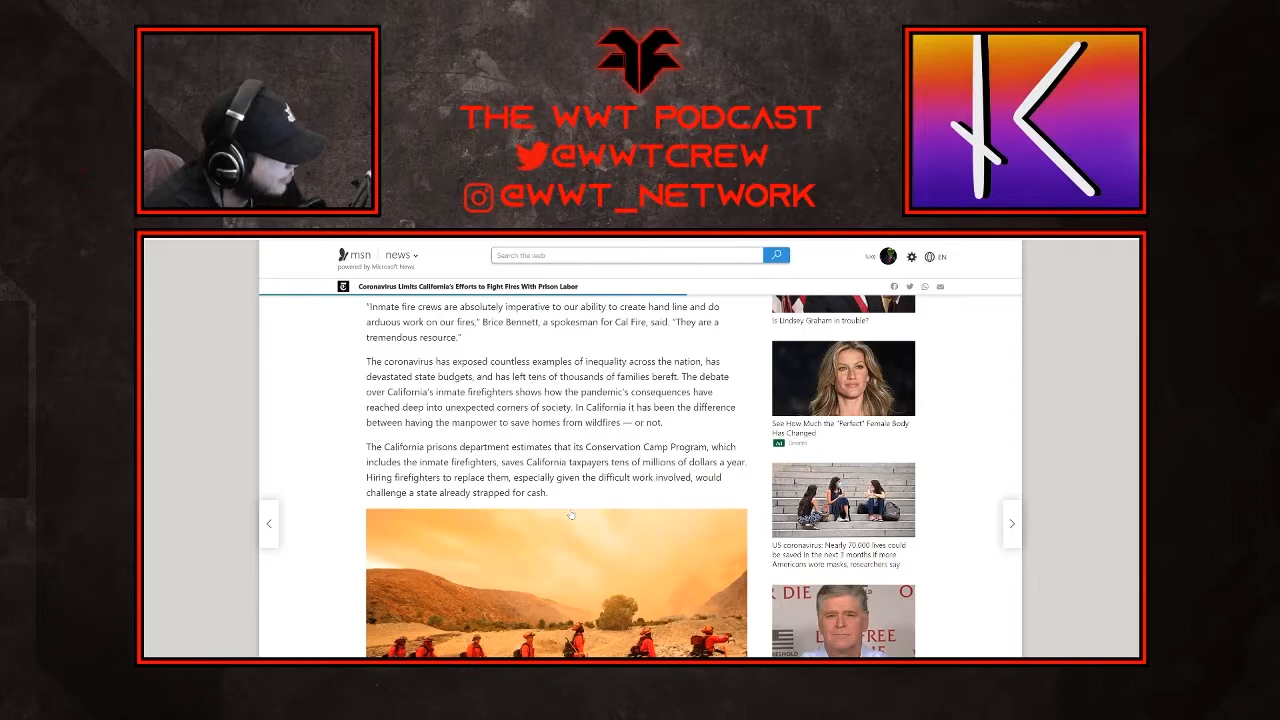 THE WWT PODCAST
@WWTCREW
@WWT_NETWORK
msn news
powered by Microsoft News
Search the web
luke
EN
Coronavirus Limits California's Efforts to Fight Fires With Prison Labor
"Inmate fire crews are absolutely imperative to our ability to create hand line and do
arduous work on our fires," Brice Bennett, a spokesman for Cal Fire, said. "They are a
tremendous resource."
The coronavirus has exposed countless examples of inequality across the nation, has
devastated state budgets, and has left tens of thousands of families bereft. The debate
over California's inmate firefighters shows how the pandemic's consequences have
reached deep into unexpected corners of society. In California it has been the difference
between having the manpower to save homes from wildfires — or not.
The California prisons department estimates that its Conservation Camp Program, which
includes the inmate firefighters, saves California taxpayers tens of millions of dollars a year.
Hiring firefighters to replace them, especially given the difficult work involved, would
challenge a state already strapped for cash.
Is Lindsey Graham in trouble?
See How Much the "Perfect" Female Body
Has Changed
Ad
US coronavirus: Nearly 70,000 lives could
be saved in the next 3 months if more
Americans wore masks, researchers say
R DIE
FREE